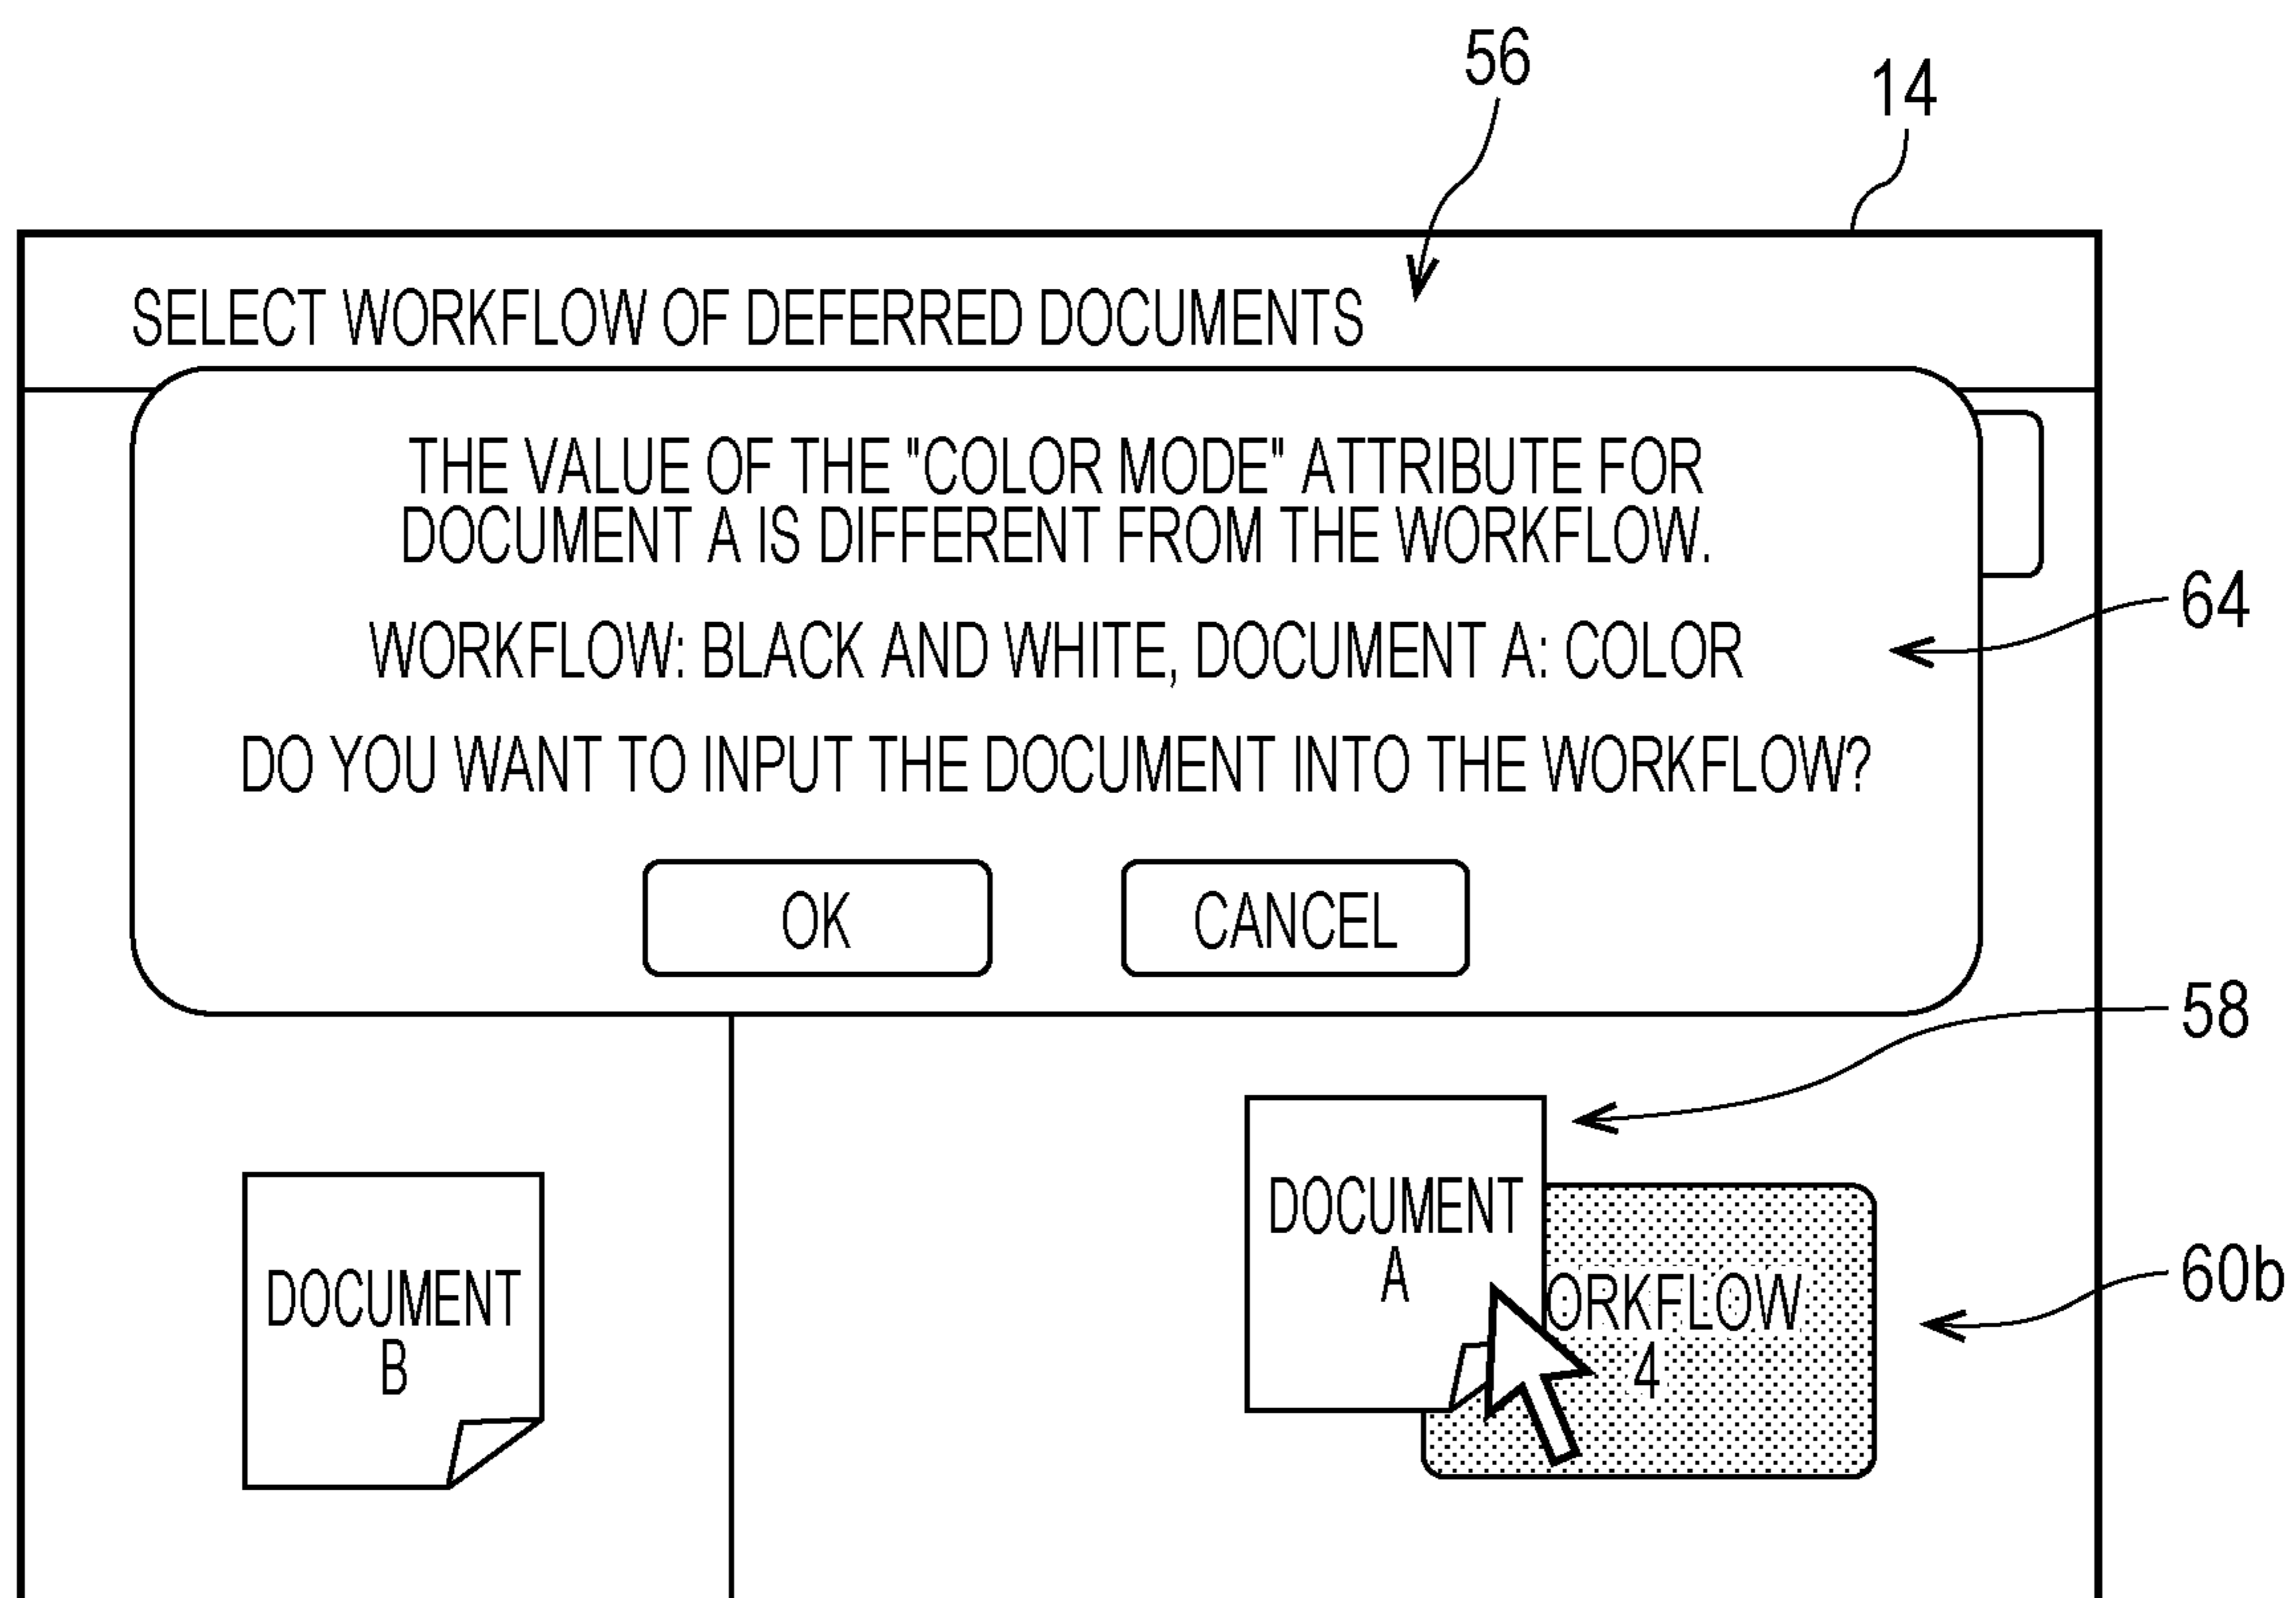 56
14
SELECT WORKFLOW OF DEFERRED DOCUMENTS
THE VALUE OF THE "COLOR MODE" ATTRIBUTE FOR
DOCUMENT A IS DIFFERENT FROM THE WORKFLOW.
WORKFLOW: BLACK AND WHITE, DOCUMENT A: COLOR
DO YOU WANT TO INPUT THE DOCUMENT INTO THE WORKFLOW?
OK
CANCEL
64
58
DOCUMENT
A
ORKFLOW
4
60b
DOCUMENT
B